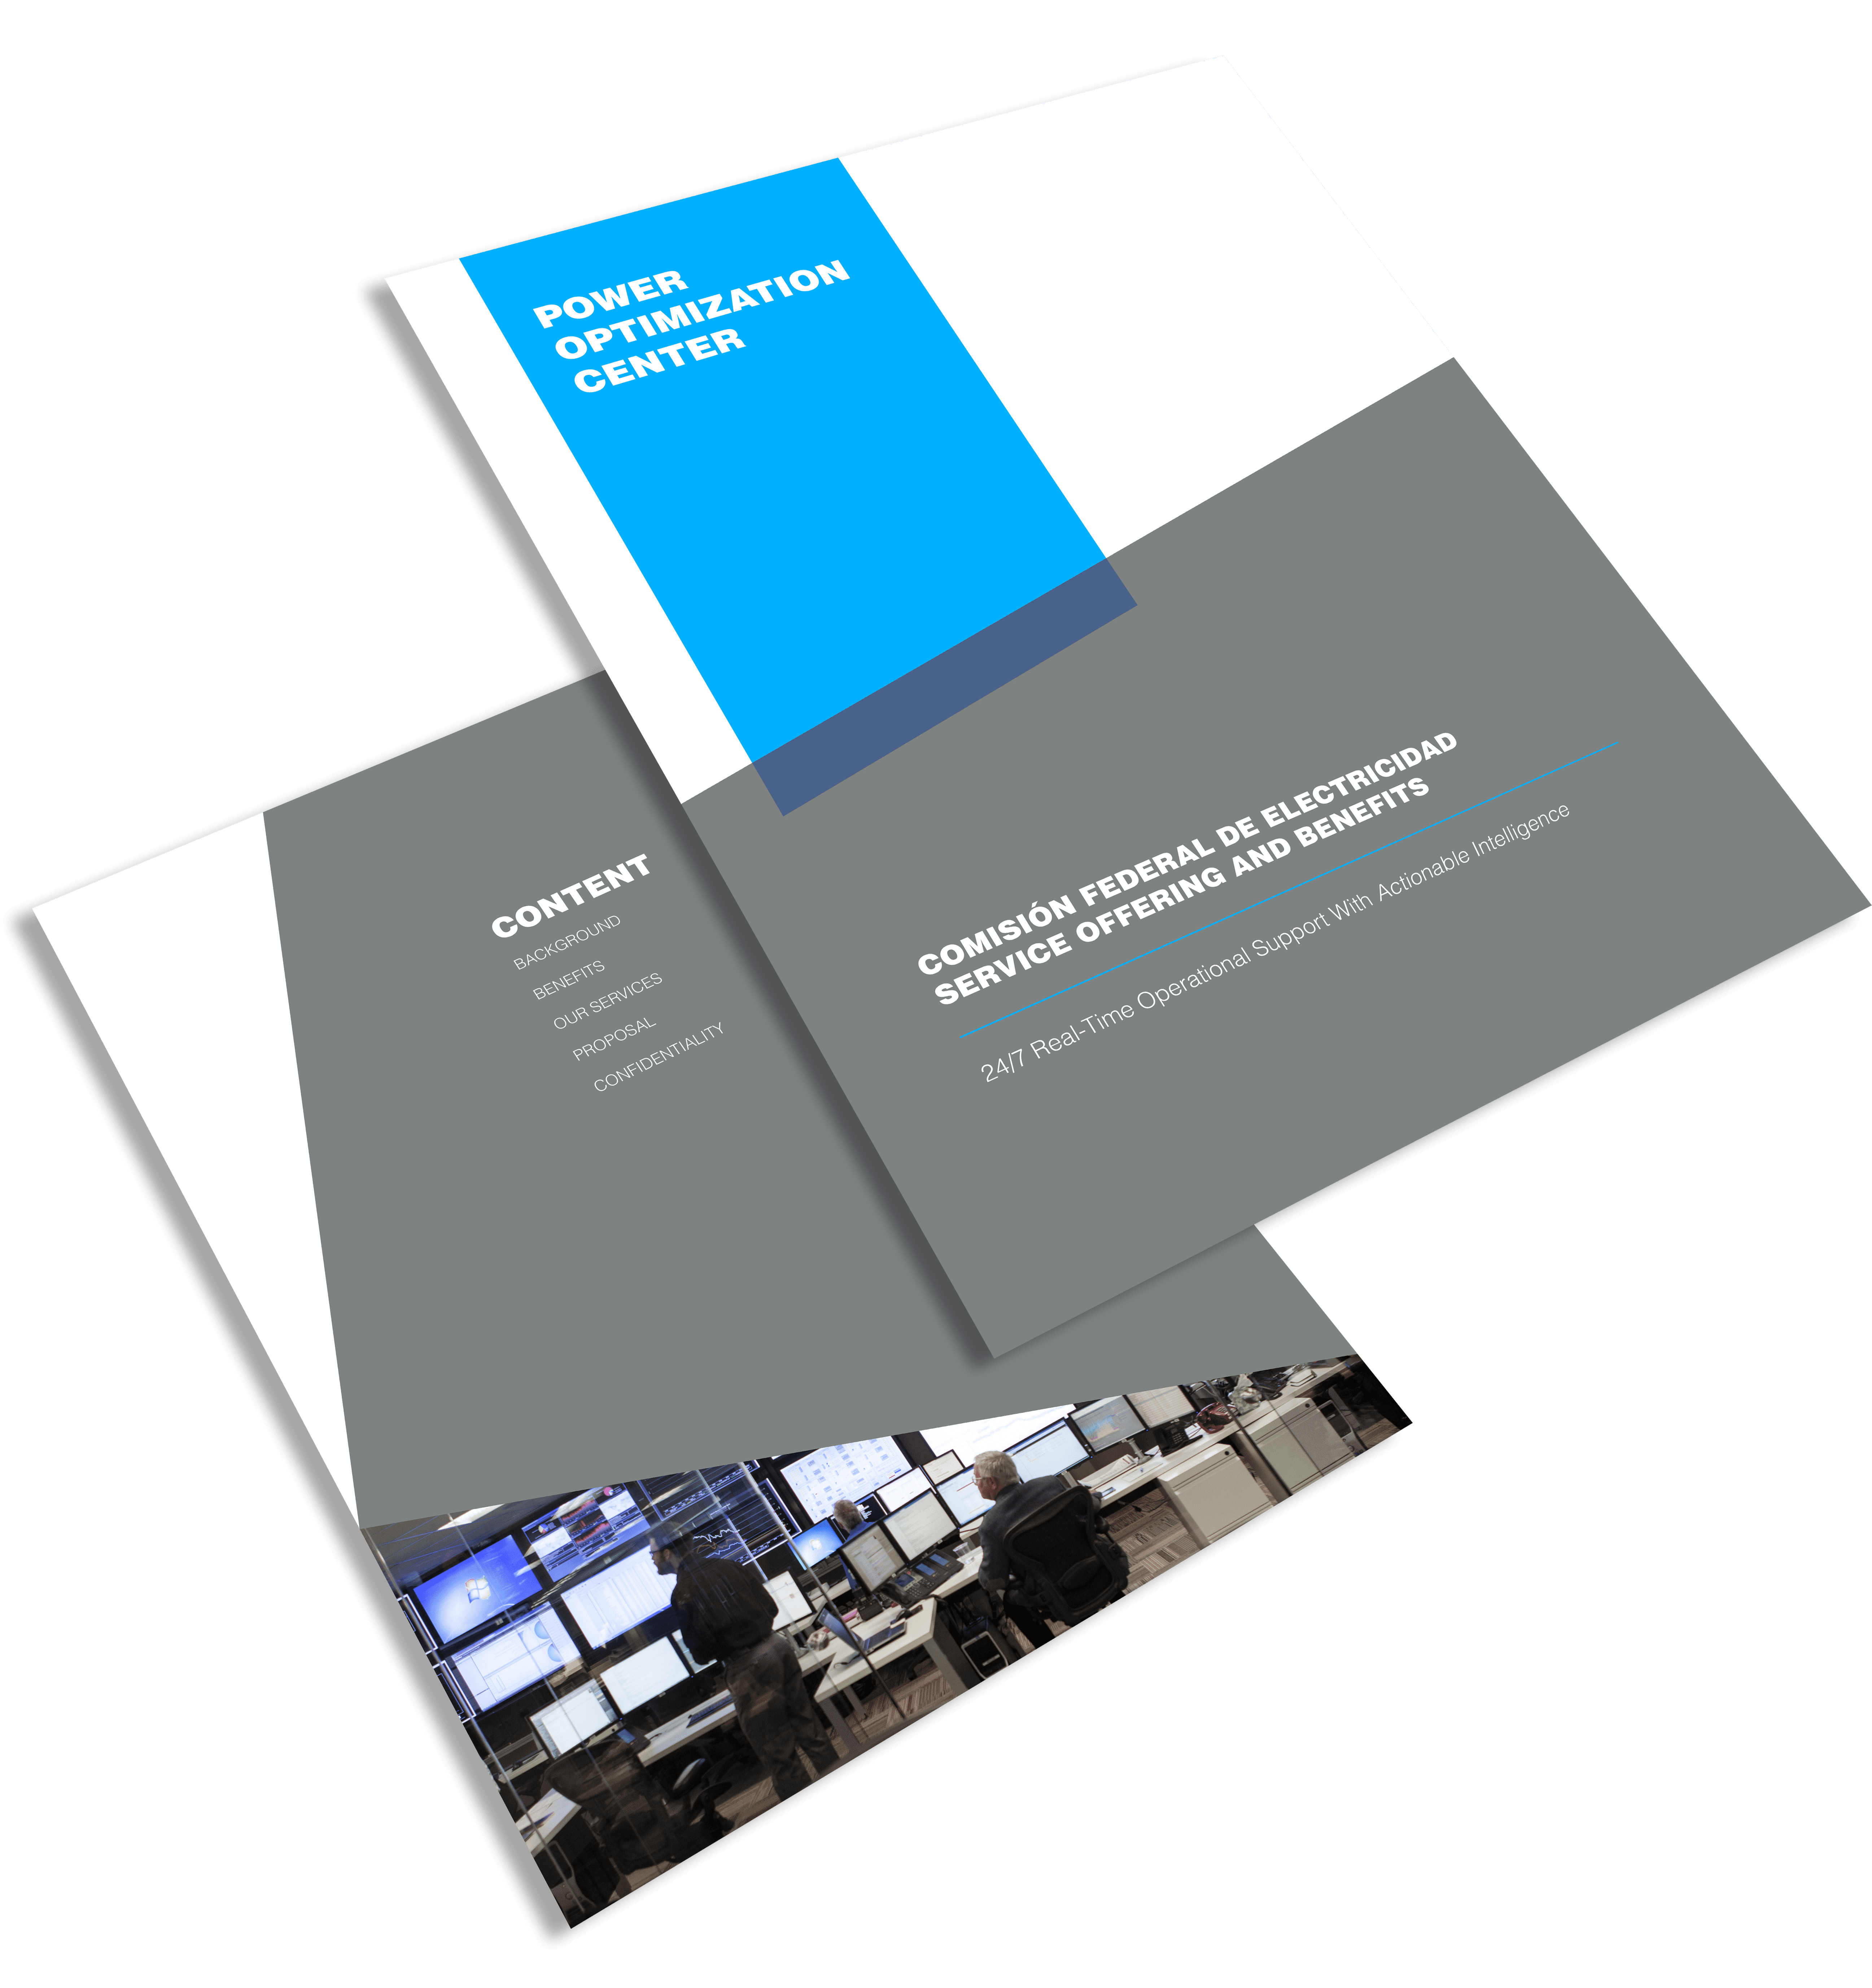 POWER
OPTIMIZATION
CENTER
COMISIÓN FEDERAL DE ELECTRICIDAD
SERVICE OFFERING AND BENEFITS
24/7 Real-Time Operational Support With Actionable Intelligence
CONTENT
BACKGROUND
BENEFITS
OUR SERVICES
PROPOSAL
CONFIDENTIALITY